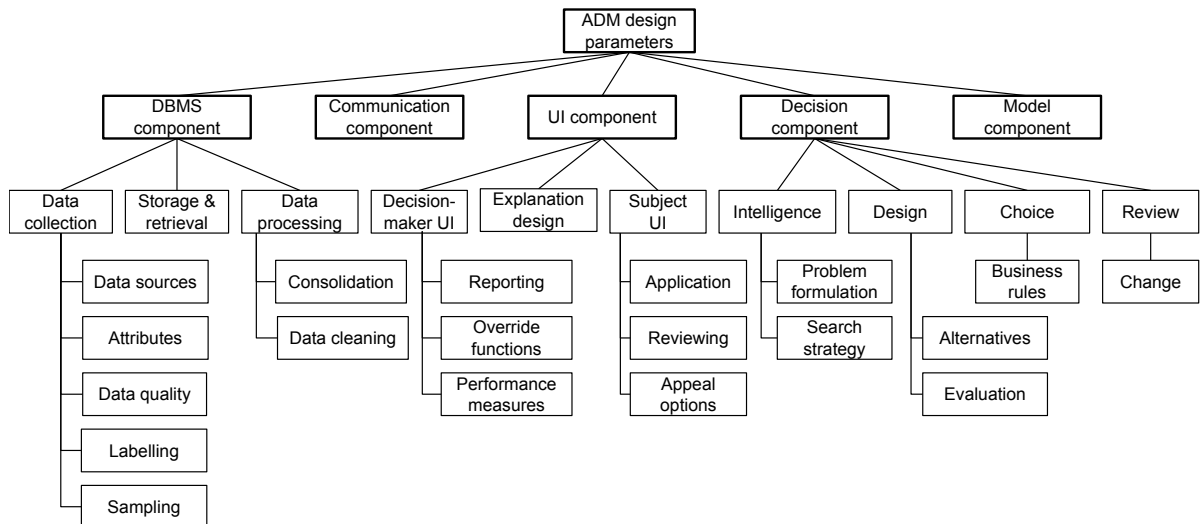 ADM design
parameters
DBMS
component
Communication
component
UI component
Decision
component
Model
component
Data
collection
Storage &
retrieval
Data
processing
Decision-
maker UI
Explanation
design
Subject
UI
Intelligence
Design
Choice
Review
Data sources
Attributes
Data quality
Labelling
Sampling
Consolidation
Data cleaning
Reporting
Override
functions
Performance
measures
Application
Reviewing
Appeal
options
Problem
formulation
Search
strategy
Alternatives
Evaluation
Business
rules
Change